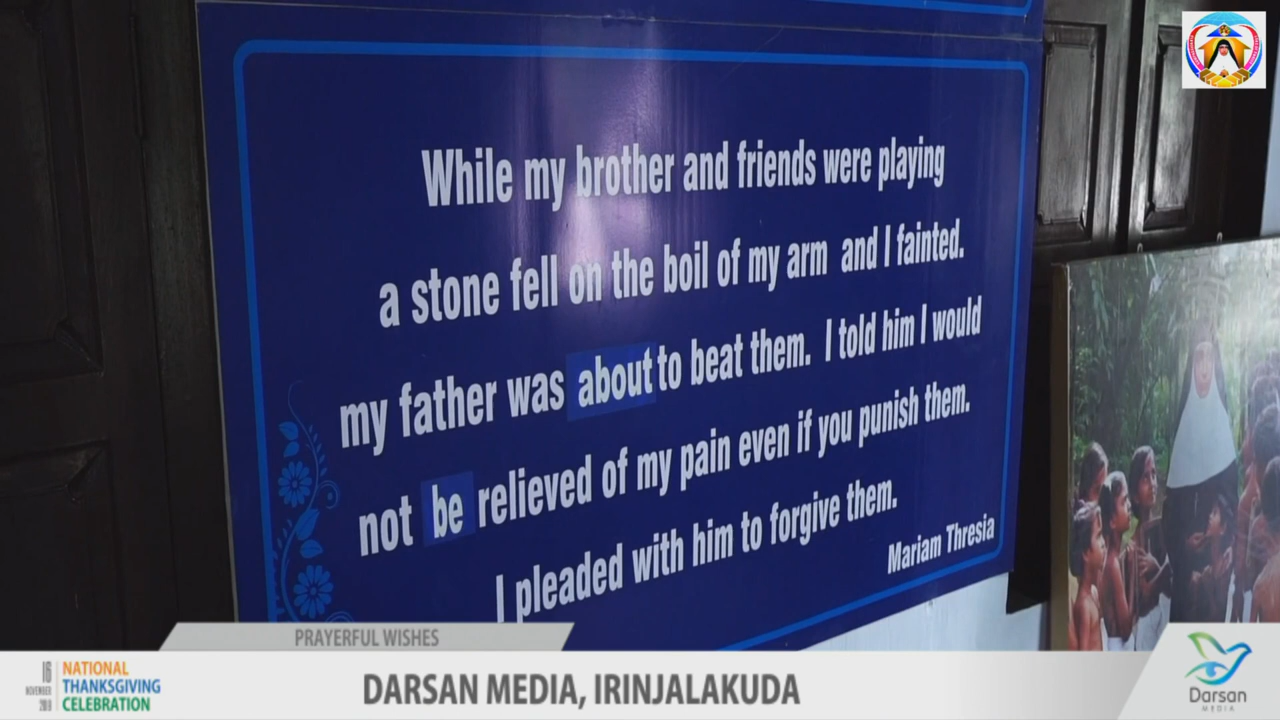 While my brother and friends were playing
a stone fell on the boil of my arm and I fainted.
my father was about to beat them. I told him I would
not be relieved of my pain even if you punish them.
I pleaded with him to forgive them.
Mariam Thresia
PRAYERFUL WISHES
16
NOVEMBER
NATIONAL
THANKSGIVING
CELEBRATION
DARSAN MEDIA, IRINJALAKUDA
Darsan
MEDIA